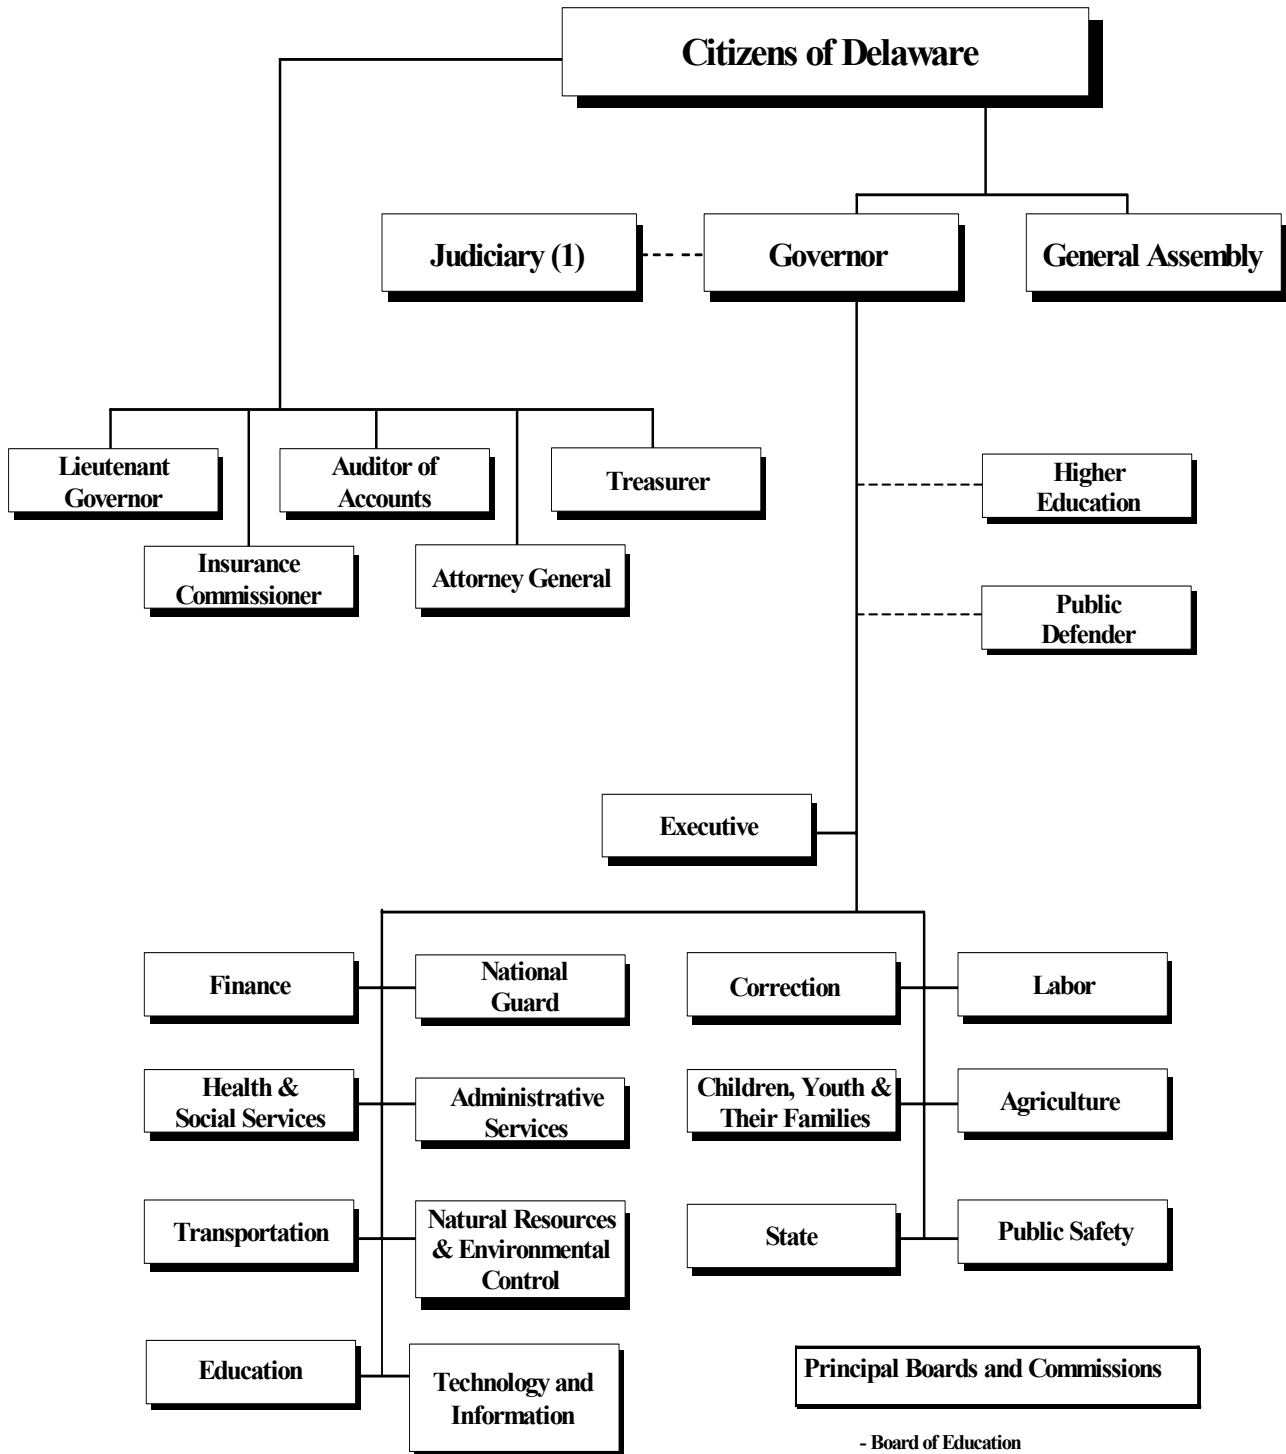 Citizens of Delaware
Judiciary (1)
Governor
General Assembly
Lieutenant
Governor
Auditor of
Accounts
Treasurer
Insurance
Commissioner
Attorney General
Higher
Education
Public
Defender
Executive
Finance
National
Guard
Correction
Labor
Health &
Social Services
Administrative
Services
Children, Youth &
Their Families
Agriculture
Transportation
Natural Resources
& Environmental
Control
State
Public Safety
Education
Technology and
Information
Principal Boards and Commissions
- Board of Education